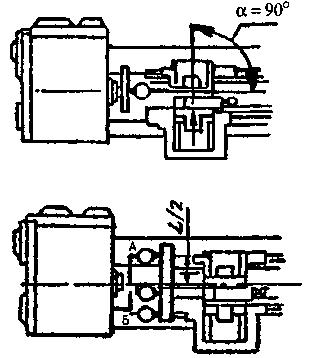 α = 90°
L/2
А
Б